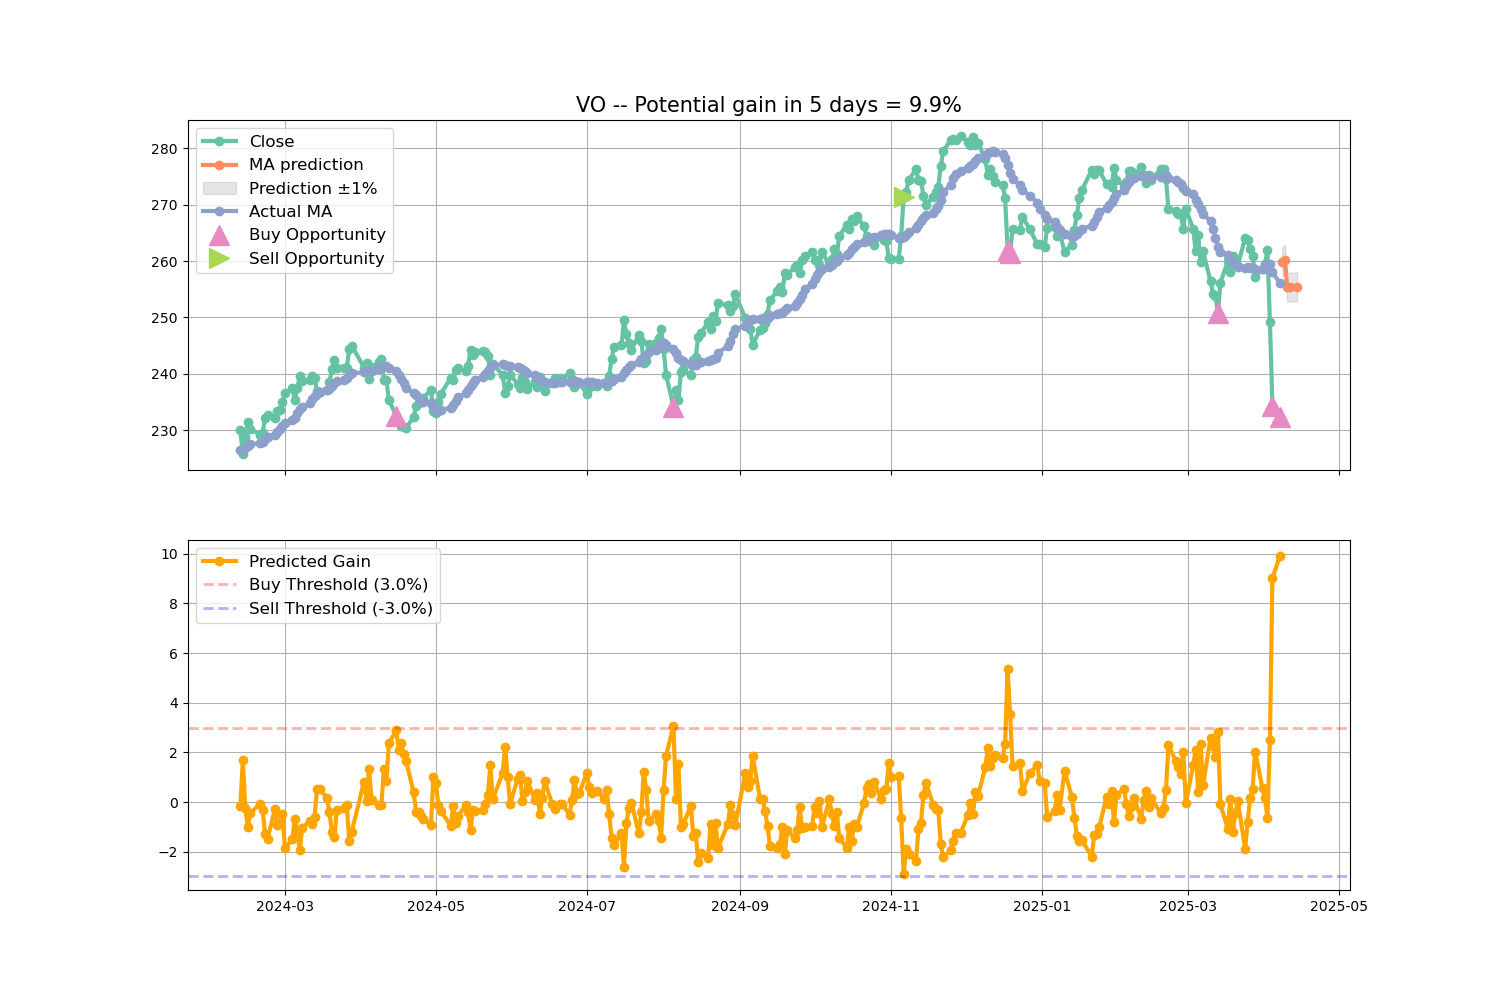 VO -- Potential gain in 5 days = 9.9%
Close
MA prediction
Prediction ±1%
Actual MA
Buy Opportunity
Sell Opportunity
280
270
260
250
240
230
Predicted Gain
Buy Threshold (3.0%)
Sell Threshold (-3.0%)
10
8
6
4
2
0
−2
2024-03 2024-05 2024-07 2024-09 2024-11 2025-01 2025-03 2025-05